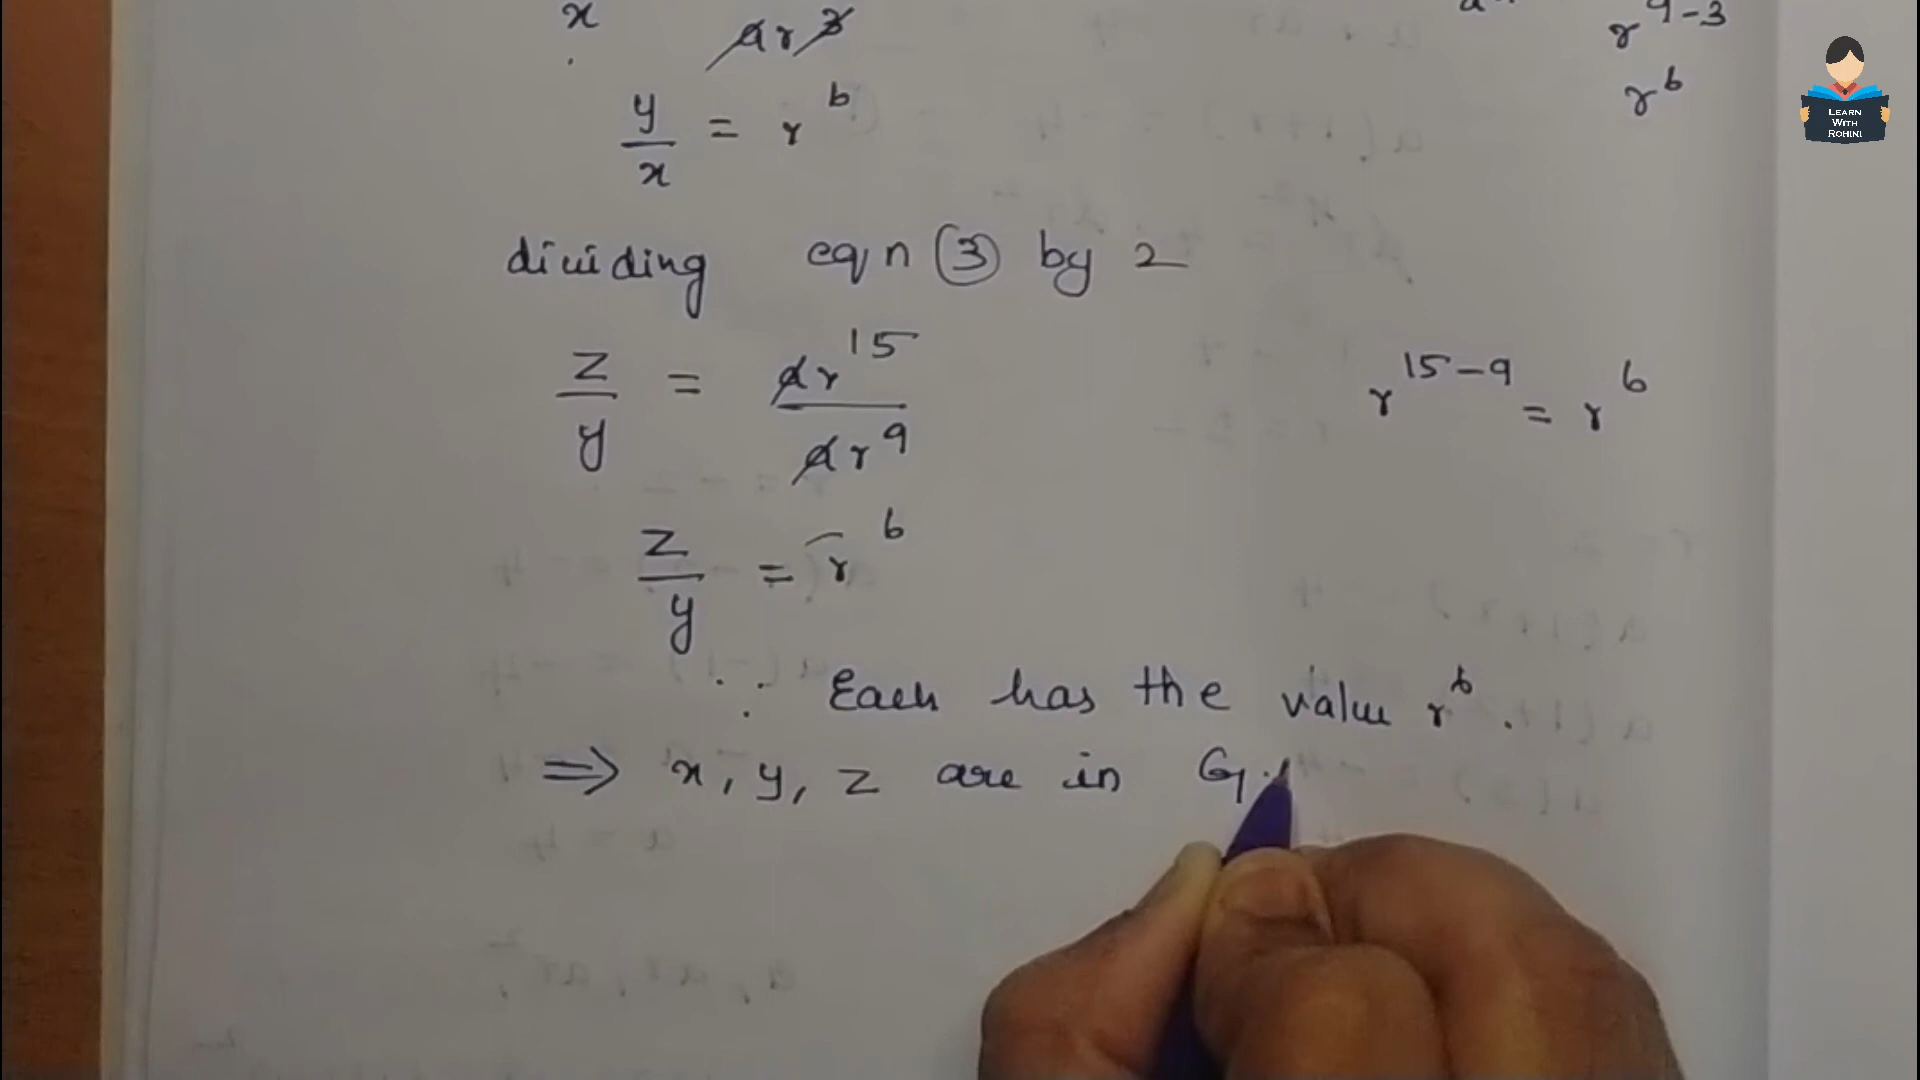 x  ar³  r⁹⁻³
y/x = r⁶  r⁶
LEARN
WITH
ROHINI
dividing eqn ③ by 2
z/y = ar¹⁵/ar⁹  r¹⁵⁻⁹ = r⁶
z/y = r⁶
∵ Each has the value r⁶.
⇒ x, y, z are in G.